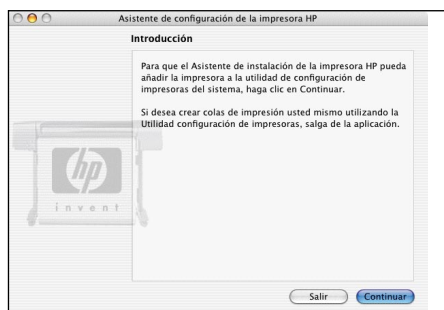 Asistente de configuración de la impresora HP
Introducción
Para que el Asistente de instalación de la impresora HP pueda
añadir la impresora a la utilidad de configuración de
impresoras del sistema, haga clic en Continuar.
Si desea crear colas de impresión usted mismo utilizando la
Utilidad configuración de impresoras, salga de la aplicación.
hp
invent
Salir
Continuar